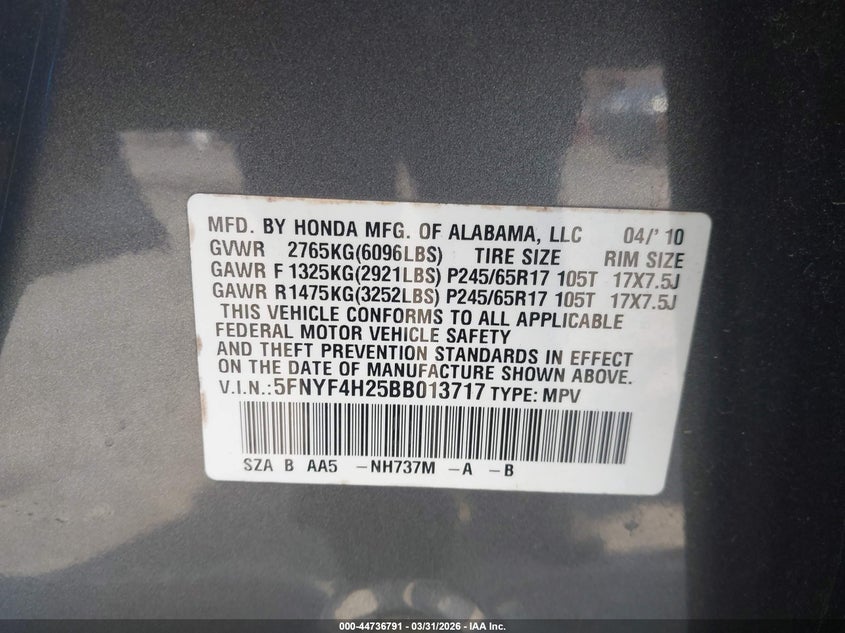 MFD. BY HONDA MFG. OF ALABAMA, LLC 04/'10
GVWR 2765KG(6096LBS) TIRE SIZE RIM SIZE
GAWR F 1325KG(2921LBS) P245/65R17 105T 17X7.5J
GAWR R1475KG(3252LBS) P245/65R17 105T 17X7.5J
THIS VEHICLE CONFORMS TO ALL APPLICABLE
FEDERAL MOTOR VEHICLE SAFETY
AND THEFT PREVENTION STANDARDS IN EFFECT
ON THE DATE OF MANUFACTURE SHOWN ABOVE.
V.I.N.:5FNYF4H25BB013717 TYPE: MPV
SZA B AA5 -NH737M -A -B
000-44736791 - 03/31/2026 - IAA Inc.